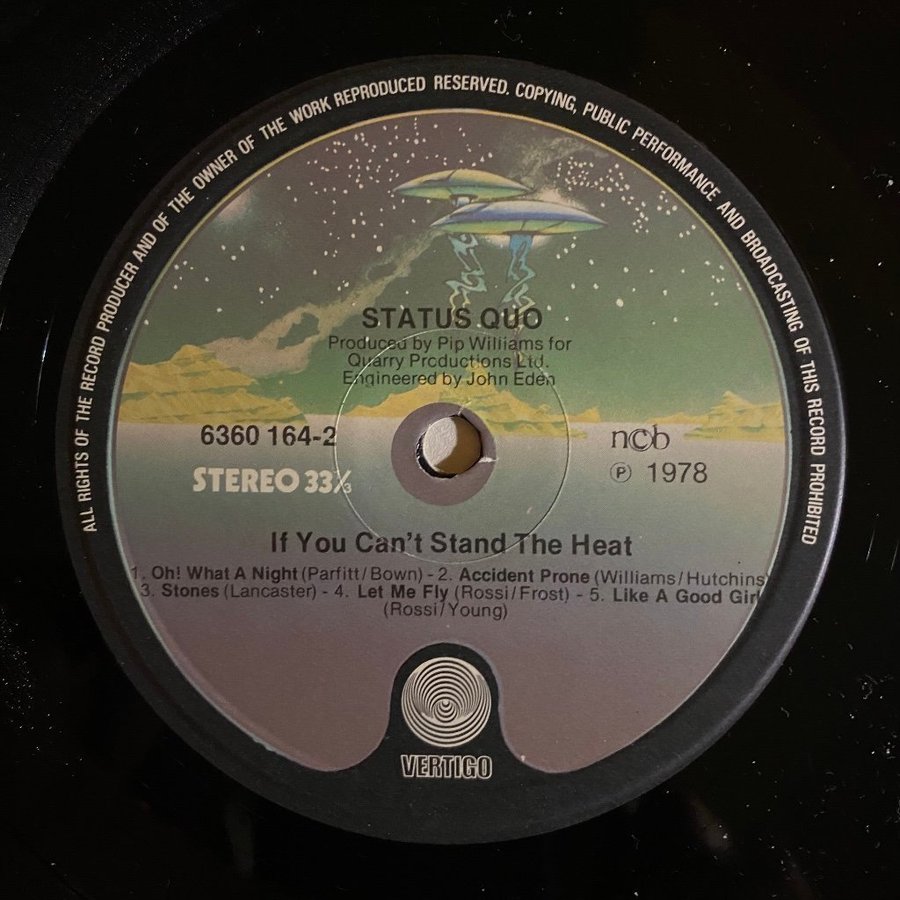 ALL RIGHTS OF THE RECORD PRODUCER AND OF THE OWNER OF THE WORK REPRODUCED RESERVED. COPYING, PUBLIC PERFORMANCE AND BROADCASTING OF THIS RECORD PROHIBITED
STATUS QUO
Produced by Pip Williams for
Quarry Productions Ltd.
Engineered by John Eden
6360 164-2
ncb
STEREO 33⅓
Ⓟ 1978
If You Can't Stand The Heat
1. Oh! What A Night (Parfitt/Bown) - 2. Accident Prone (Williams/Hutchins)
3. Stones (Lancaster) - 4. Let Me Fly (Rossi/Frost) - 5. Like A Good Girl
(Rossi/Young)
VERTIGO